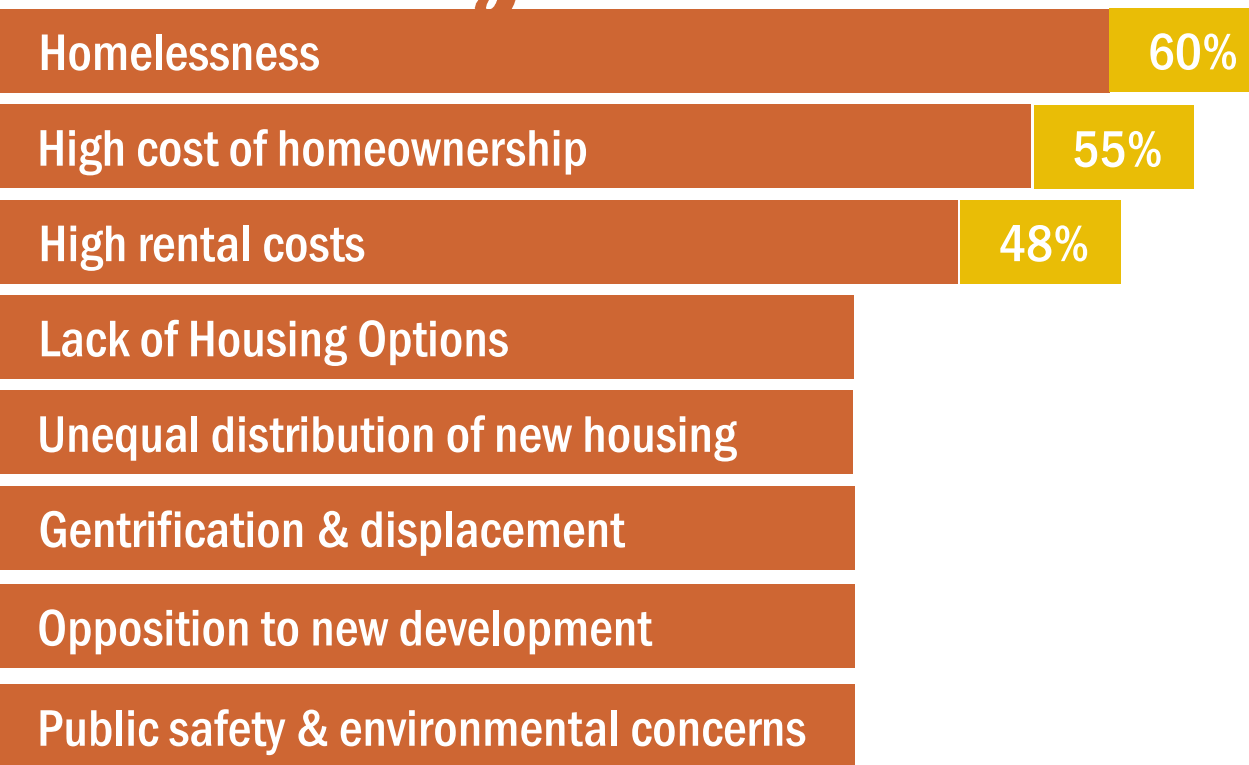 Homelessness 60%
High cost of homeownership 55%
High rental costs 48%
Lack of Housing Options
Unequal distribution of new housing
Gentrification & displacement
Opposition to new development
Public safety & environmental concerns